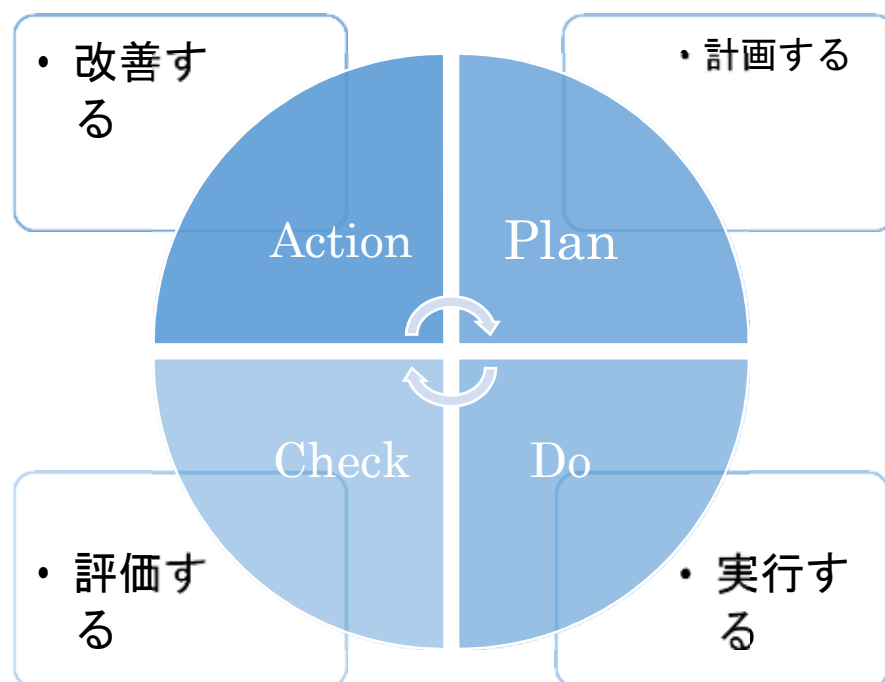 • 改善す
る
• 計画する
Action
Plan
Check
Do
• 評価す
る
• 実行す
る